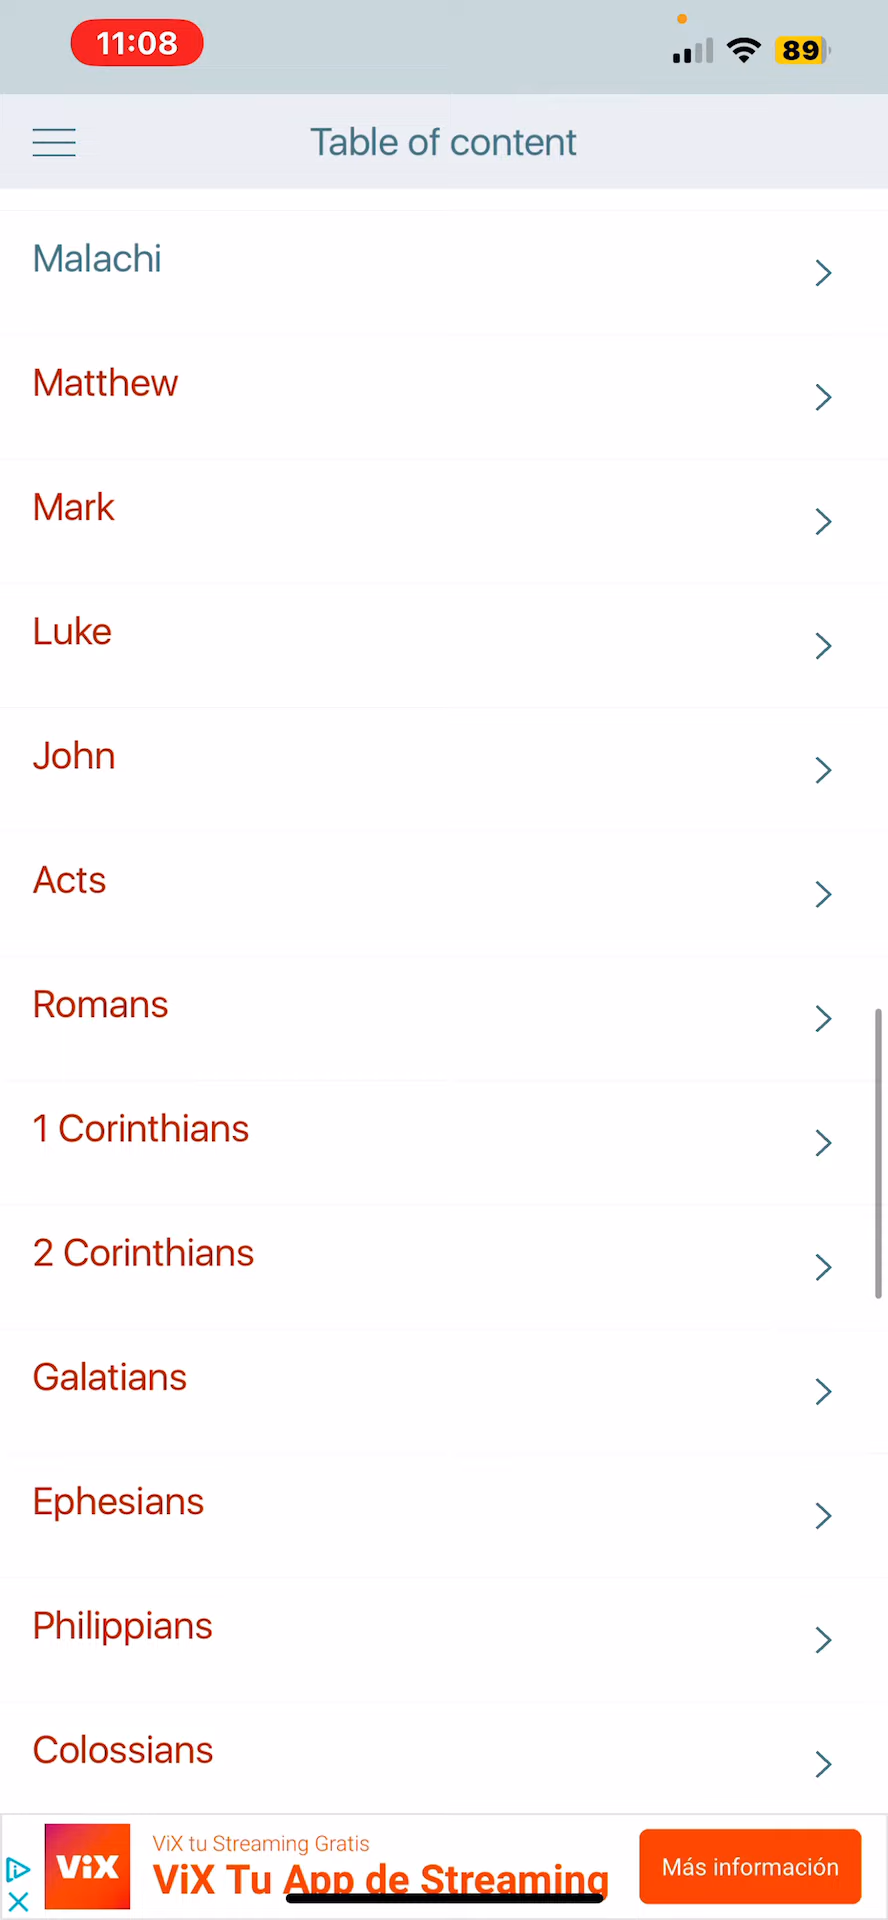 11:08
89
Table of content
Malachi
Matthew
Mark
Luke
John
Acts
Romans
1 Corinthians
2 Corinthians
Galatians
Ephesians
Philippians
Colossians
ViX
ViX tu Streaming Gratis
ViX Tu App de Streaming
Más información